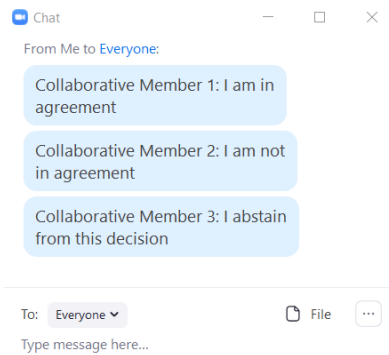 Chat
From Me to Everyone:
Collaborative Member 1: I am in
agreement
Collaborative Member 2: I am not
in agreement
Collaborative Member 3: I abstain
from this decision
To: Everyone File
Type message here...